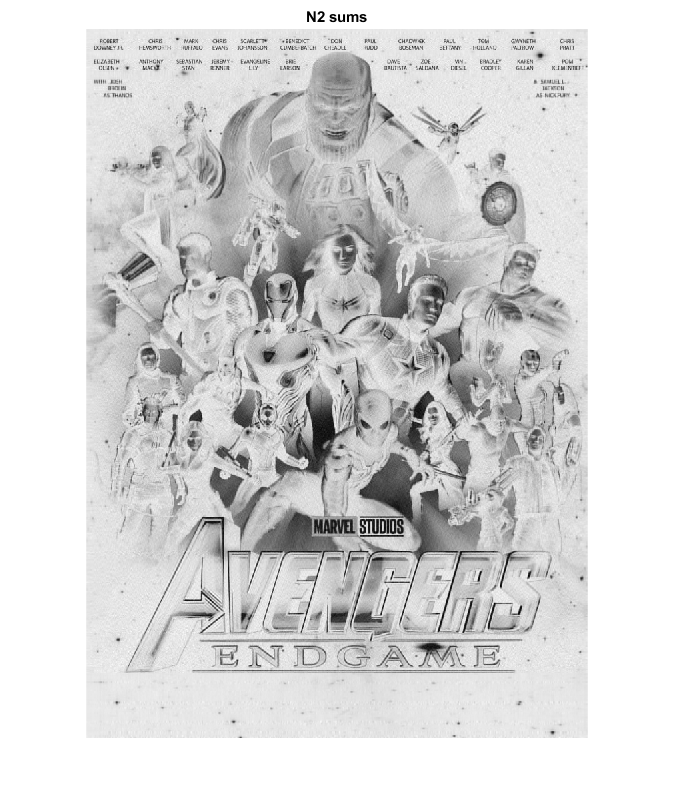 N2 sums
ROBERT CHRIS MARK CHRIS SCARLETT BENEDICT DON PAUL CHADWICK PAUL TOM GWYNETH CHRIS
DOWNEY JR. HEMSWORTH RUFFALO EVANS JOHANSSON CUMBERBATCH CHEADLE RUDD BOSEMAN BETTANY HOLLAND PALTROW PRATT
ELIZABETH ANTHONY SEBASTIAN JEREMY EVANGELINE BRIE DAVE ZOE VIN BRADLEY KAREN POM
OLSEN MACKIE STAN RENNER LILLY LARSON BAUTISTA SALDANA DIESEL COOPER GILLAN KLEMENTIEFF
WITH JOSH & SAMUEL L.
BROLIN JACKSON
AS THANOS AS NICK FURY
MARVEL STUDIOS
AVENGERS
ENDGAME